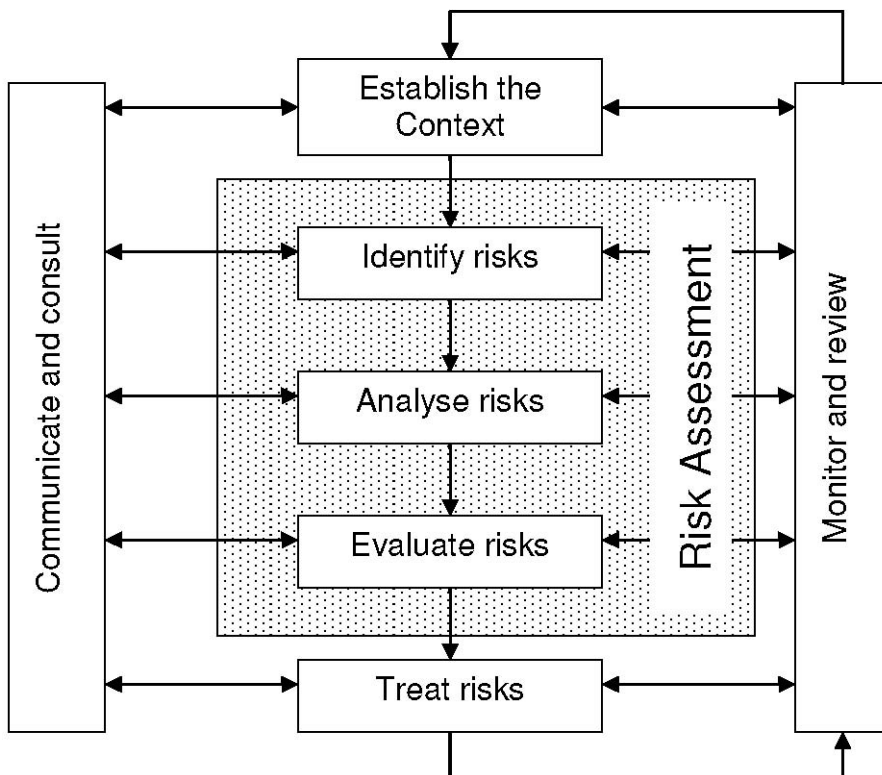 Establish the
Context
Communicate and consult
Identify risks
Analyse risks
Evaluate risks
Risk Assessment
Treat risks
Monitor and review